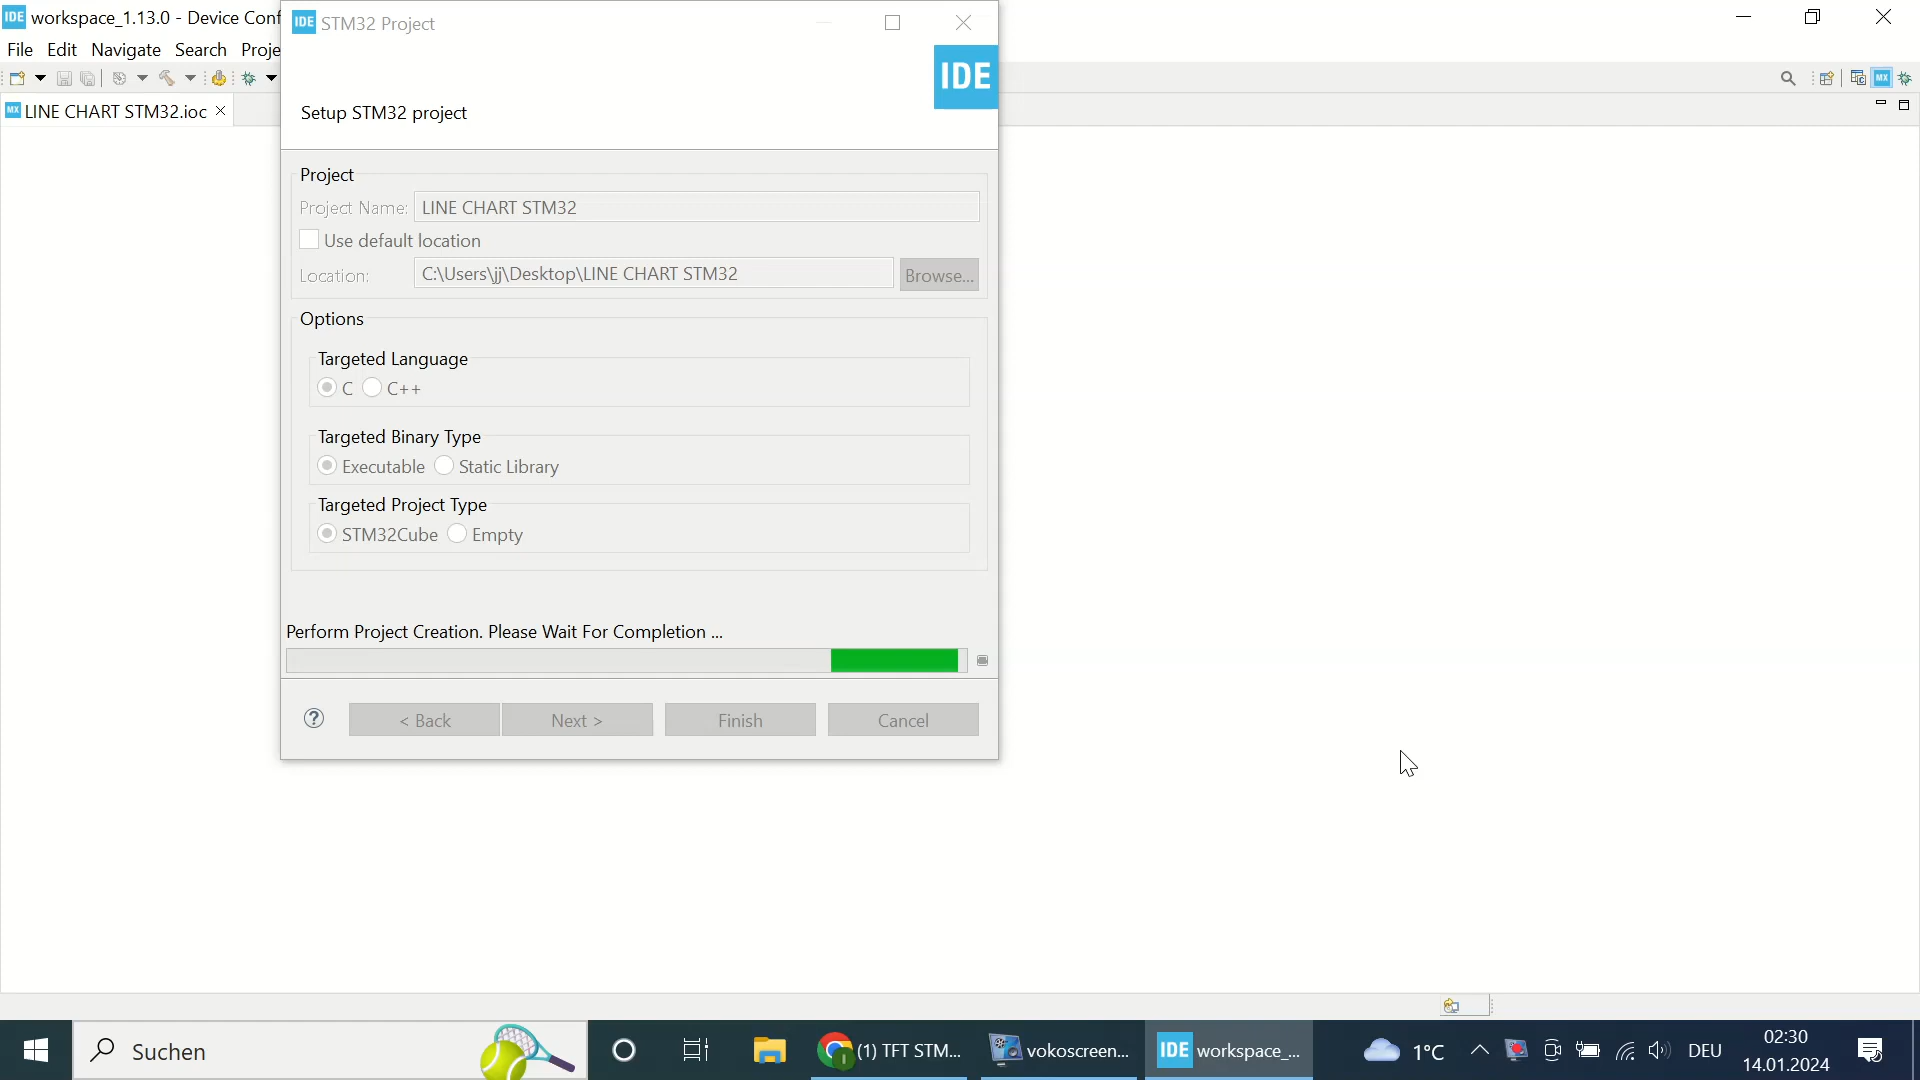 IDE workspace_1.13.0 - Device Conf
File Edit Navigate Search Proje
MX LINE CHART STM32.ioc
IDE STM32 Project
IDE
Setup STM32 project
Project
Project Name: LINE CHART STM32
Use default location
Location: C:\Users\jj\Desktop\LINE CHART STM32 Browse...
Options
Targeted Language
C C++
Targeted Binary Type
Executable Static Library
Targeted Project Type
STM32Cube Empty
Perform Project Creation. Please Wait For Completion ...
? < Back Next > Finish Cancel
MX
Suchen
(1) TFT STM...
vokoscreen...
IDE workspace_...
1°C
DEU
02:30
14.01.2024